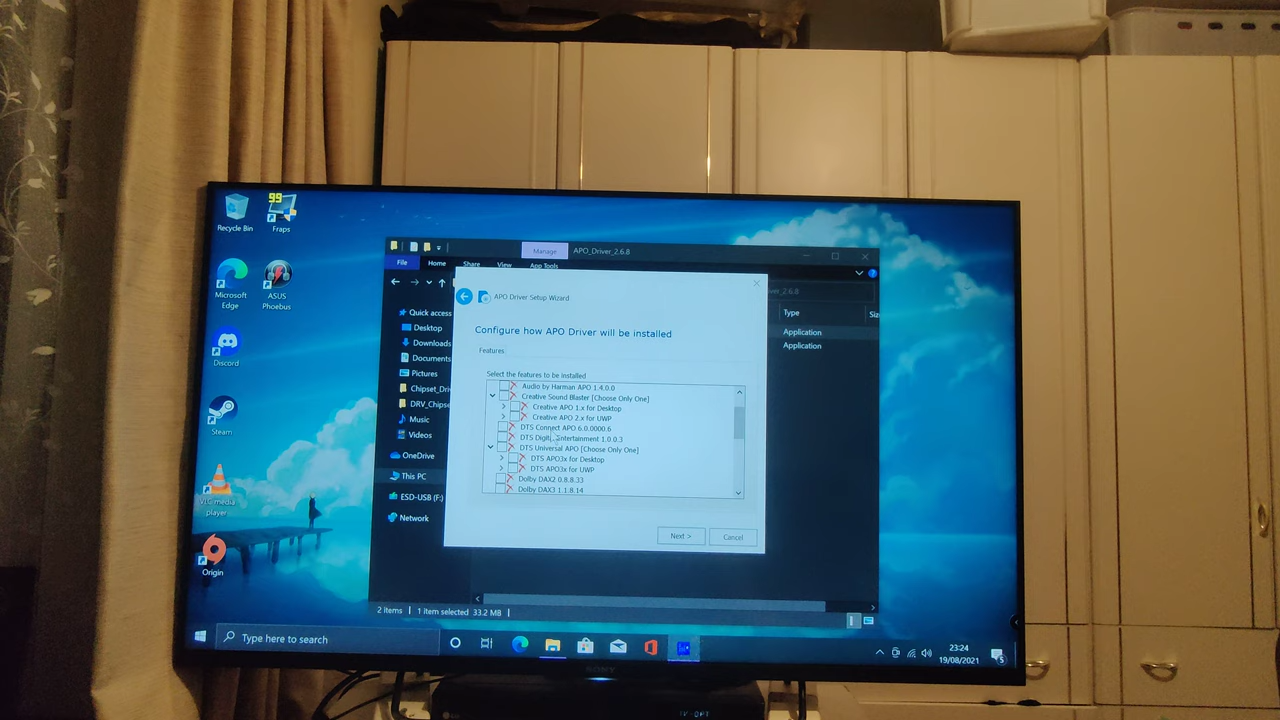 99
Recycle Bin
Fraps
Microsoft Edge
ASUS Phoebus
Discord
Steam
VLC media player
Origin
Manage
APO_Driver_2.6.8
File
Home
Share
View
App Tools
Quick access
Desktop
Downloads
Documents
Pictures
Chipset_Dri
DRV_Chipse
Music
Videos
OneDrive
This PC
ESD-USB (F:)
Network
Type
Size
Application
Application
APO Driver Setup Wizard
Configure how APO Driver will be installed
Features
Select the features to be installed
Audio by Harman APO 1.4.0.0
Creative Sound Blaster [Choose Only One]
Creative APO 1.x for Desktop
Creative APO 2.x for UWP
DTS Connect APO 6.0.0000.6
DTS Digital Entertainment 1.0.0.3
DTS Universal APO [Choose Only One]
DTS APO3x for Desktop
DTS APO3x for UWP
Dolby DAX2 0.8.8.33
Dolby DAX3 1.1.8.14
Next >
Cancel
2 items
1 item selected 33.2 MB
Type here to search
23:24
19/08/2021
5
SONY
LG